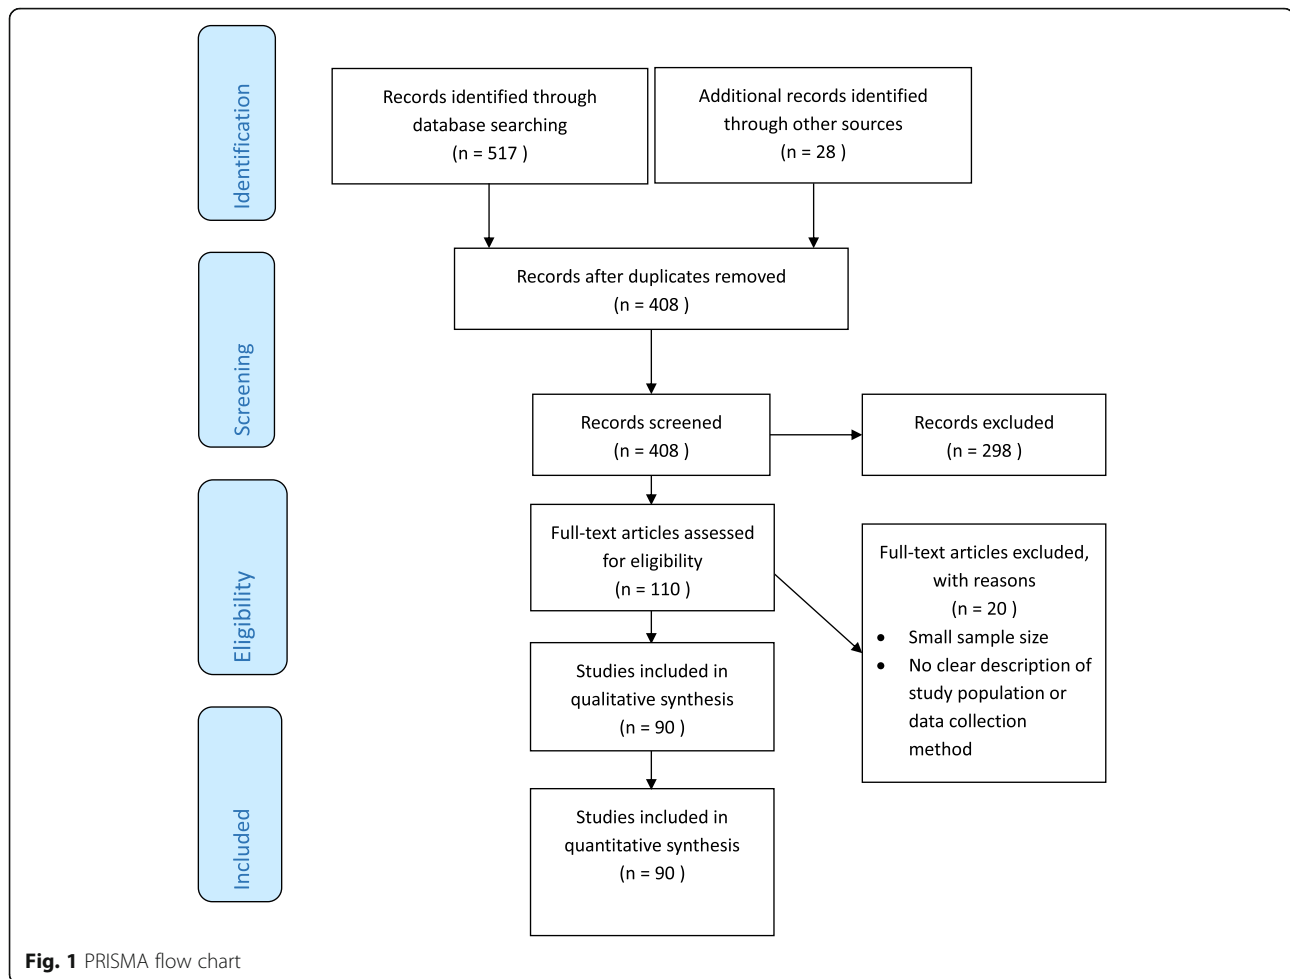 Identification
Records identified through
database searching
(n = 517 )
Additional records identified
through other sources
(n = 28 )
Screening
Records after duplicates removed
(n = 408 )
Records screened
(n = 408 )
Records excluded
(n = 298 )
Eligibility
Full-text articles assessed
for eligibility
(n = 110 )
Full-text articles excluded,
with reasons
(n = 20 )
• Small sample size
• No clear description of
study population or
data collection
method
Studies included in
qualitative synthesis
(n = 90 )
Included
Studies included in
quantitative synthesis
(n = 90 )
Fig. 1 PRISMA flow chart